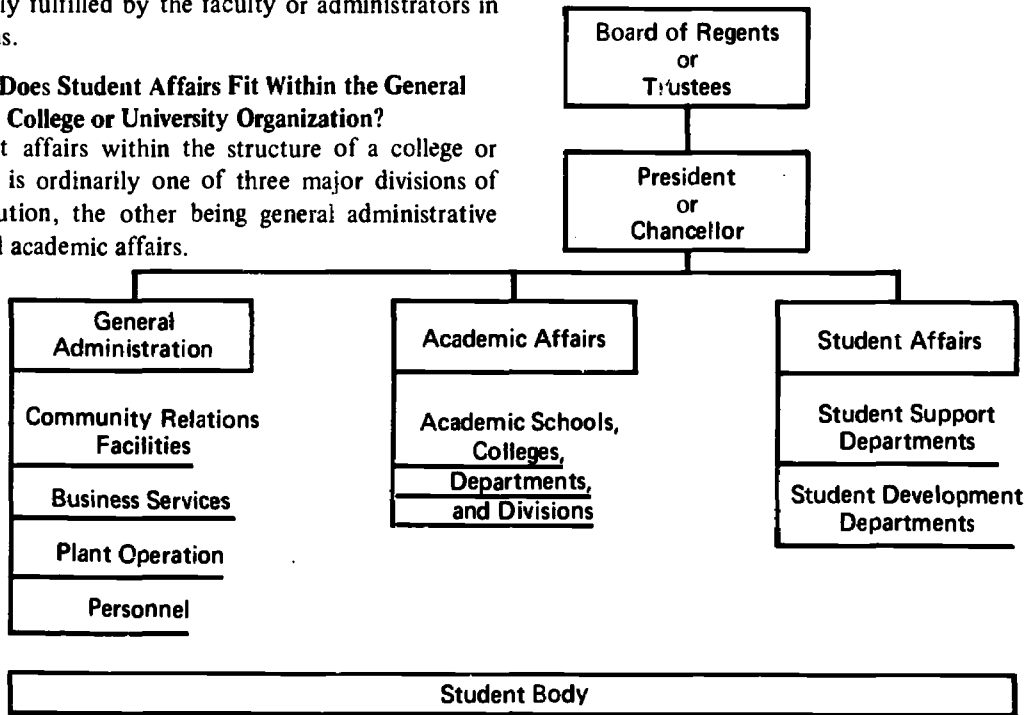 fulfilled by the faculty or administrators in
Does Student Affairs Fit Within the General
College or University Organization?
affairs within the structure of a college or
is ordinarily one of three major divisions of
the other being general administrative
academic affairs.
Board of Regents
or
Trustees
President
or
Chancellor
General
Administration
Community Relations
Facilities
Business Services
Plant Operation
Personnel
Academic Affairs
Academic Schools,
Colleges,
Departments,
and Divisions
Student Affairs
Student Support
Departments
Student Development
Departments
Student Body